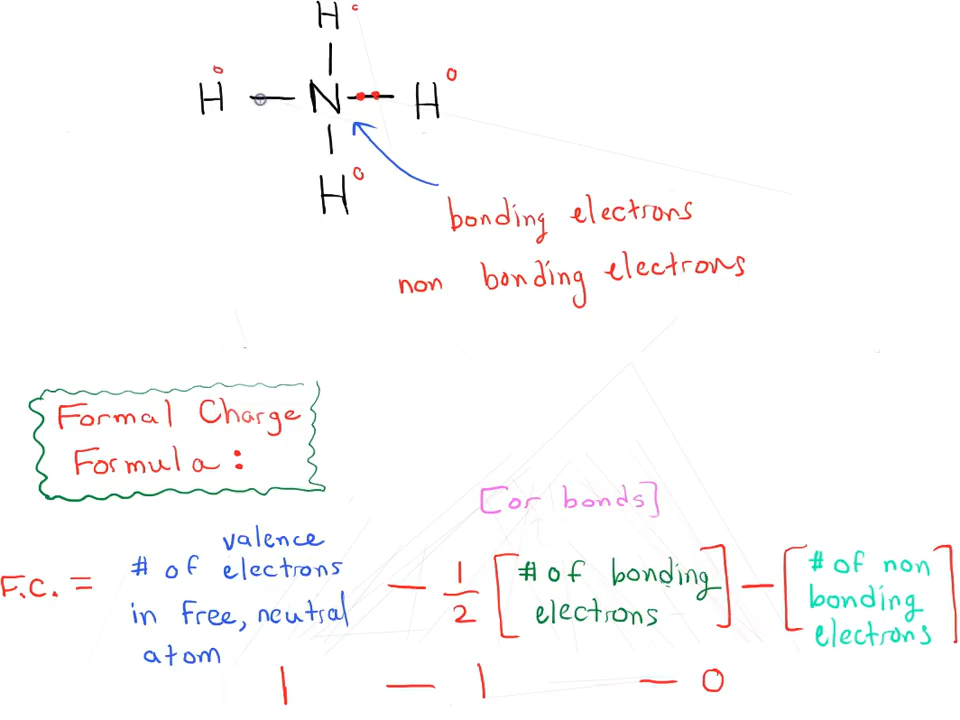 H o
H o — N — H o
H o
bonding electrons
non bonding electrons
Formal Charge
Formula :
[or bonds]
F.C. = # of valence electrons in free, neutral atom — 1/2 [# of bonding electrons] — [# of non bonding electrons]
1 — 1 — 0